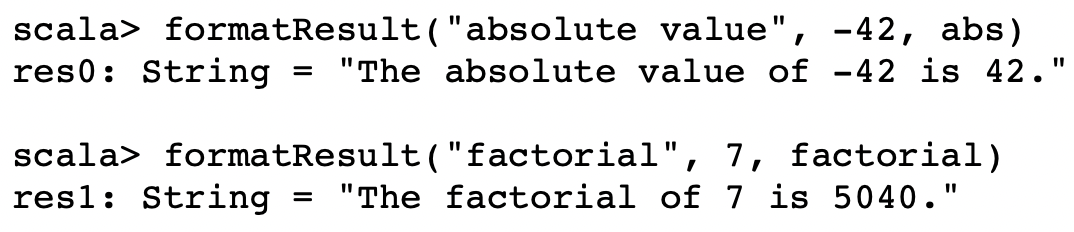 scala> formatResult("absolute value", -42, abs)
res0: String = "The absolute value of -42 is 42."
scala> formatResult("factorial", 7, factorial)
res1: String = "The factorial of 7 is 5040."